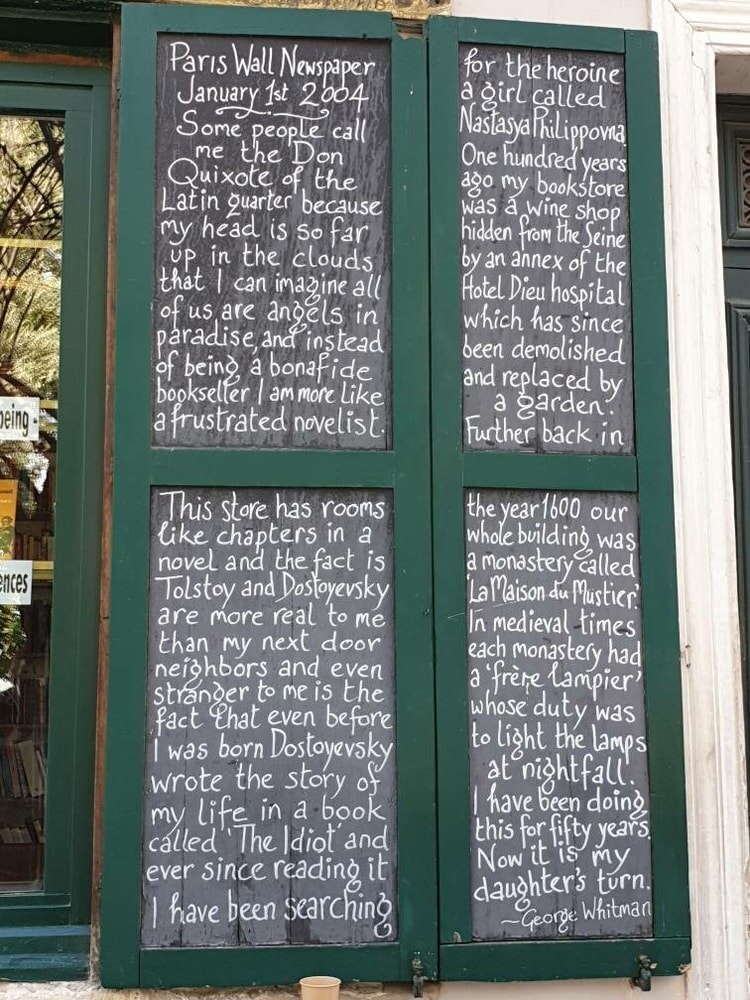 Paris Wall Newspaper
January 1st 2004
Some people call
me the Don
Quixote of the
Latin quarter because
my head is so far
up in the clouds
that I can imagine all
of us are angels in
paradise, and instead
of being a bonafide
bookseller I am more like
a frustrated novelist.
This store has rooms
like chapters in a
novel and the fact is
Tolstoy and Dostoyevsky
are more real to me
than my next door
neighbors and even
stranger to me is the
fact that even before
I was born Dostoyevsky
wrote the story of
my life in a book
called 'The Idiot' and
ever since reading it
I have been searching
for the heroine
a girl called
Nastasya Philippovna.
One hundred years
ago my bookstore
was a wine shop
hidden from the Seine
by an annex of the
Hotel Dieu hospital
which has since
been demolished
and replaced by
a garden.
Further back in
the year 1600 our
whole building was
a monastery called
'La Maison du Mustier'.
In medieval times
each monastery had
a 'frère lampier'
whose duty was
to light the lamps
at nightfall.
I have been doing
this for fifty years.
Now it is my
daughter's turn.
~George Whitman
being.
ences